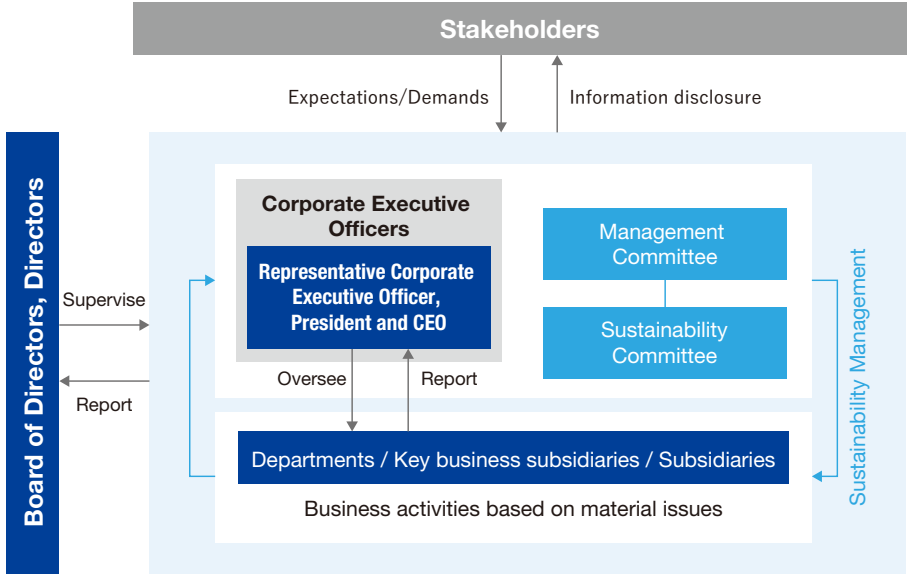 Stakeholders
Expectations/Demands
Information disclosure
Board of Directors, Directors
Supervise
Report
Corporate Executive
Officers
Representative Corporate
Executive Officer,
President and CEO
Management
Committee
Sustainability
Committee
Oversee
Report
Departments / Key business subsidiaries / Subsidiaries
Business activities based on material issues
Sustainability Management